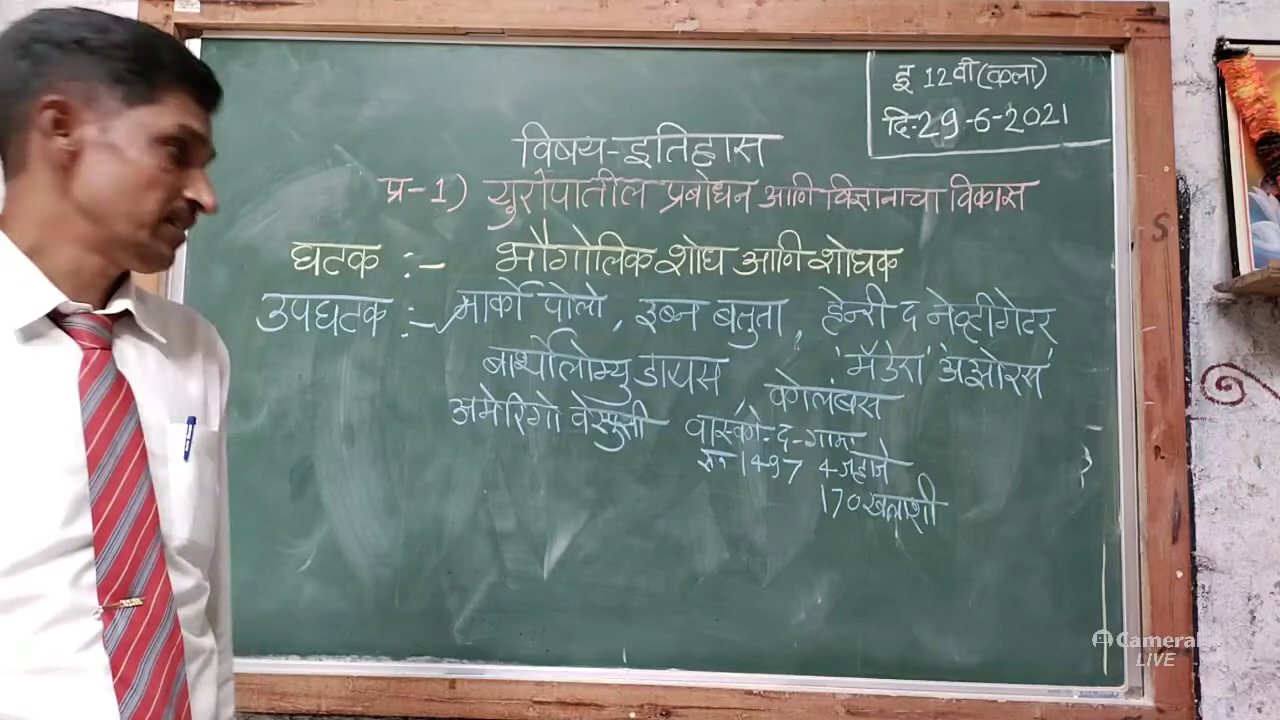 इ 12 वी (कला)
दि-29-6-2021
विषय-इतिहास
प्र-1) युरोपातील प्रबोधन आणि विज्ञानाचा विकास
घटक :- भौगोलिक शोध आणि शोधक
उपघटक :- मार्को पोलो, इब्न बतुता, हेन्री द नेव्हीगेटर
बार्थोलोम्यु डायस 'मॅडेरा' 'अझोरस'
कोलंबस
अमेरिगो वेस्पुसी वास्को-द-गामा
1497 4 जहाजे
170 खलाशी
S
CameraFi
LIVE